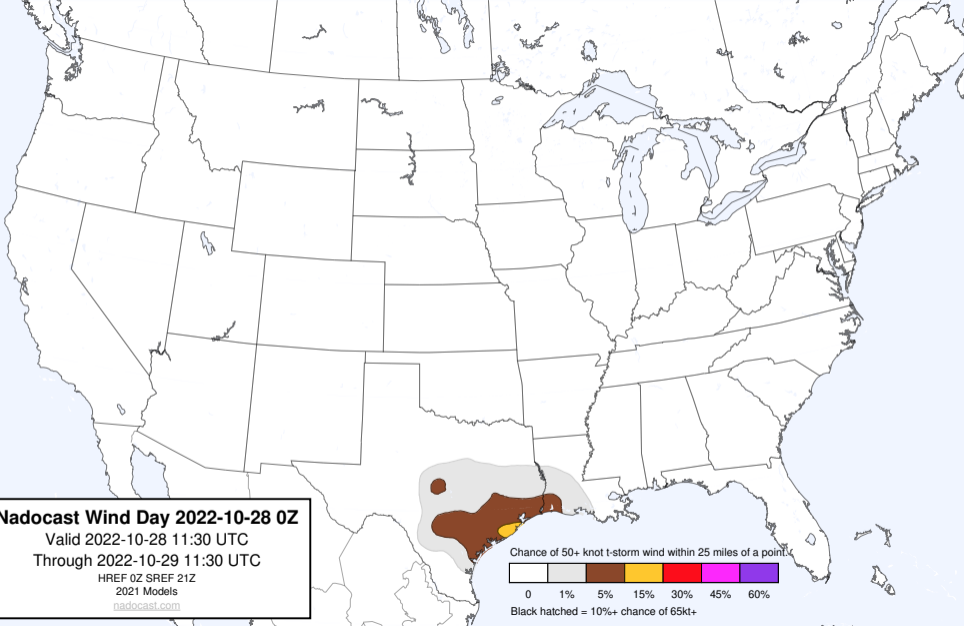 Nadocast Wind Day 2022-10-28 0Z
Valid 2022-10-28 11:30 UTC
Through 2022-10-29 11:30 UTC
HREF 0Z SREF 21Z
2021 Models
nadocast.com
Chance of 50+ knot t-storm wind within 25 miles of a point.
0 1% 5% 15% 30% 45% 60%
Black hatched = 10%+ chance of 65kt+